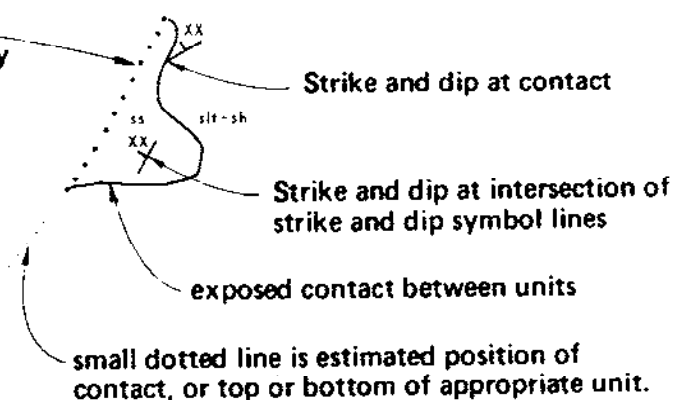 xx
y
Strike and dip at contact
ss
slt-sh
xx
Strike and dip at intersection of
strike and dip symbol lines
exposed contact between units
small dotted line is estimated position of
contact, or top or bottom of appropriate unit.